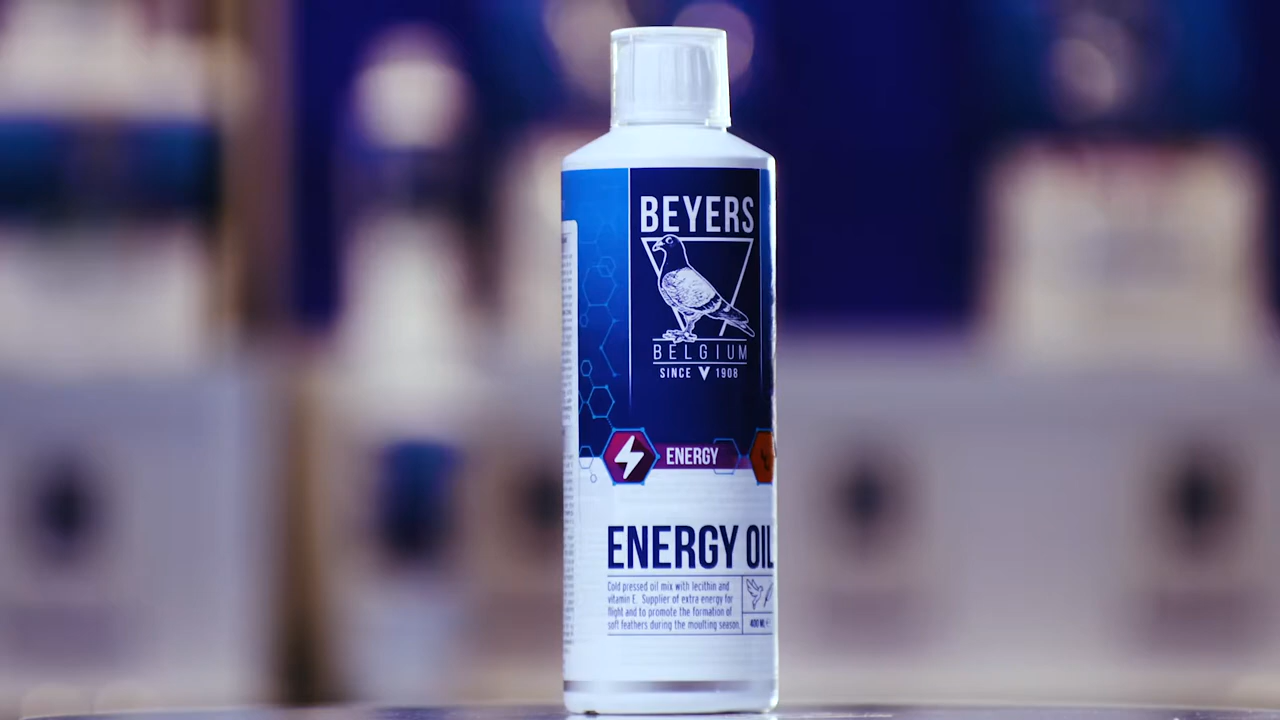 BEYERS
BELGIUM
SINCE 1908
ENERGY
ENERGY OIL
Cold pressed oil mix with lecithin and
vitamin E. Supplier of extra energy for
flight and to promote the formation of
soft feathers during the moulting season.
400 ML